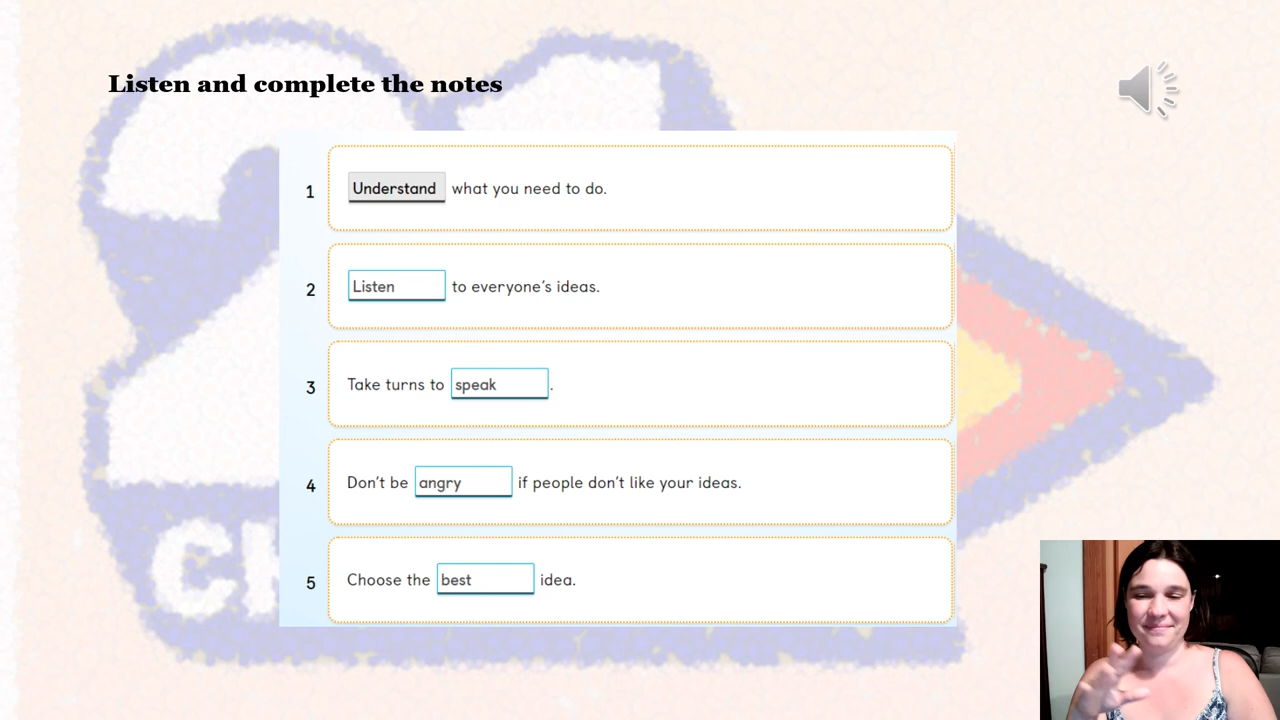 Listen and complete the notes
1 Understand what you need to do.
2 Listen to everyone's ideas.
3 Take turns to speak.
4 Don't be angry if people don't like your ideas.
5 Choose the best idea.